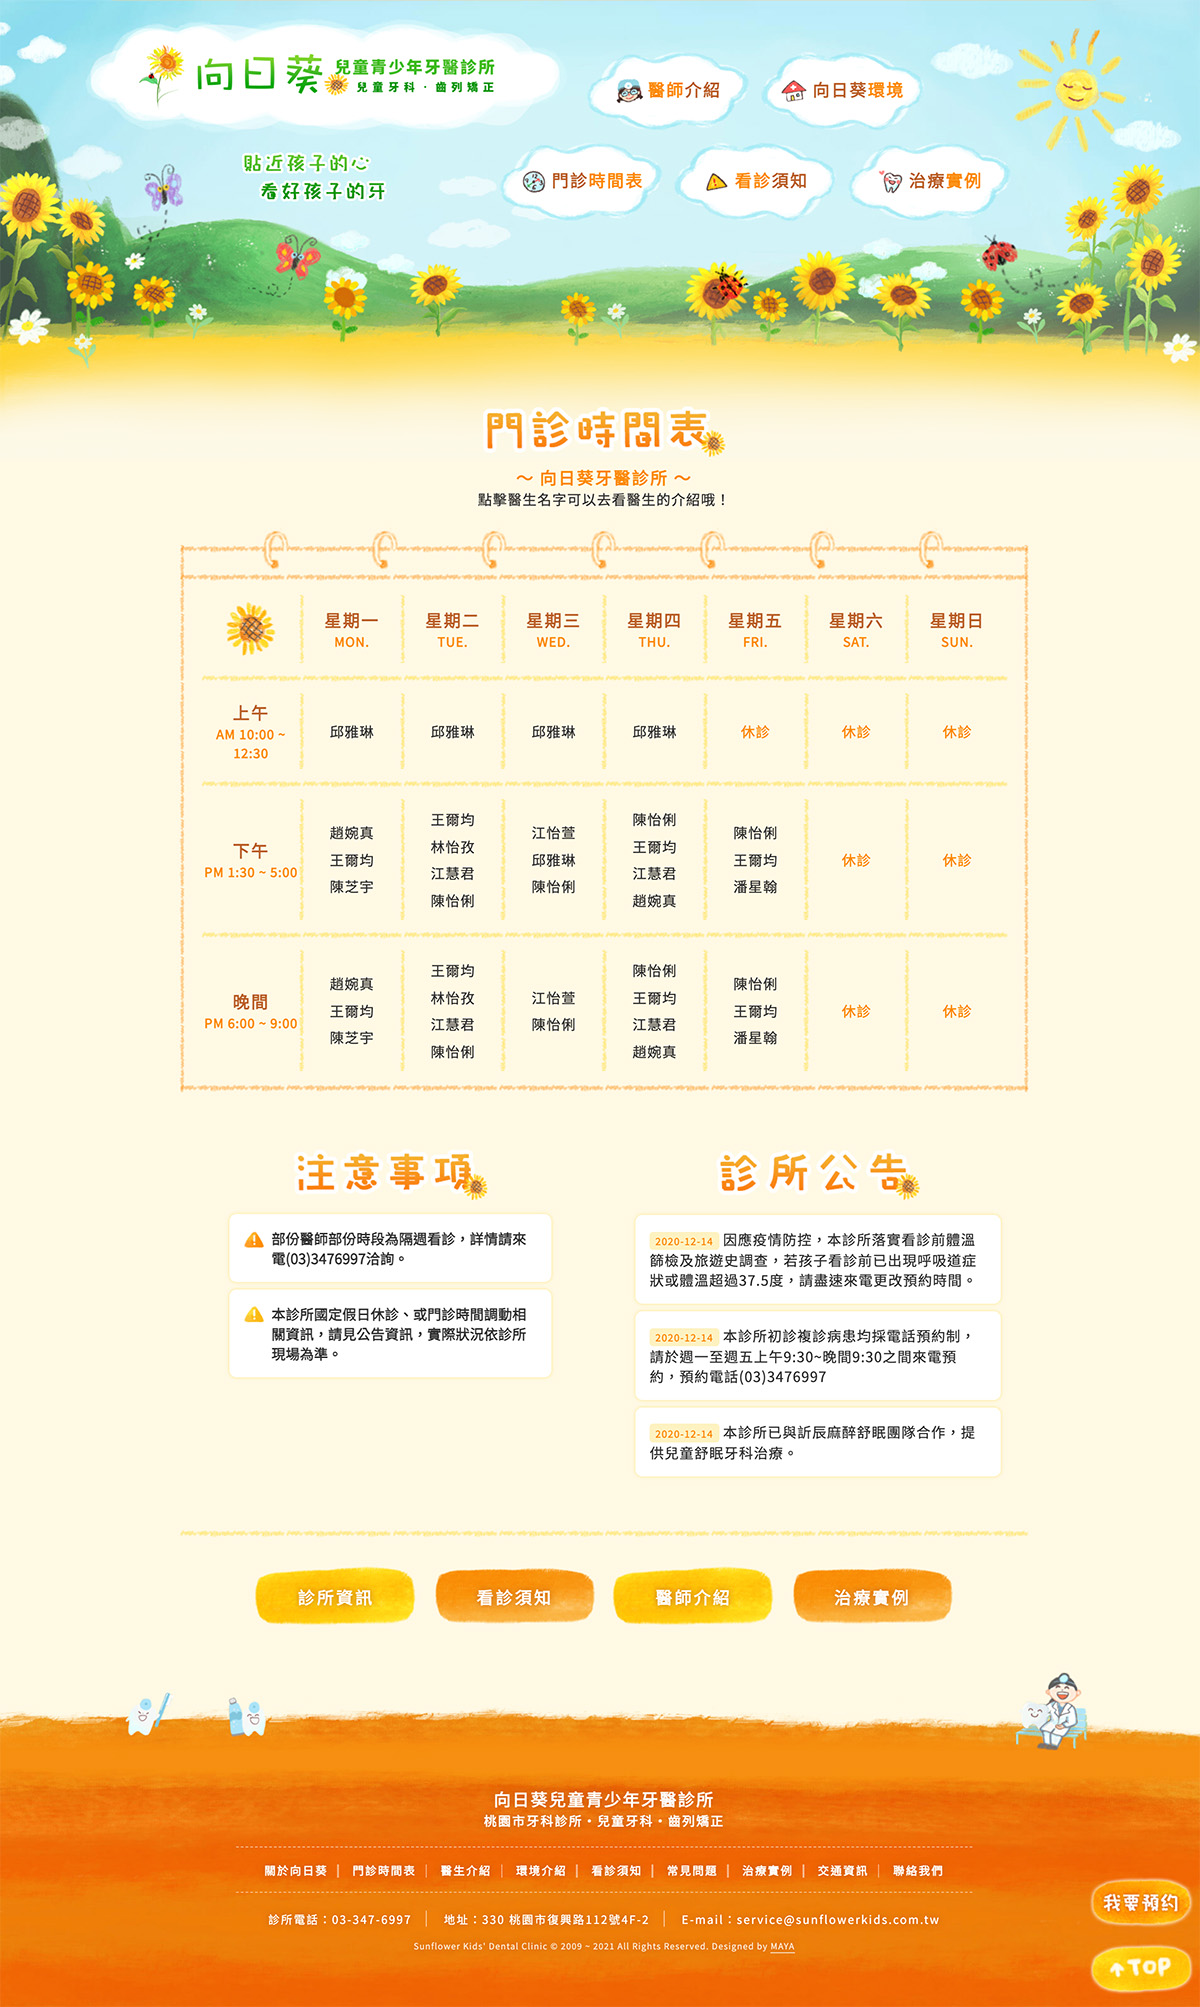 向日葵 兒童青少年牙醫診所
兒童牙科・齒列矯正
醫師介紹
向日葵環境
貼近孩子的心
看好孩子的牙
門診時間表
看診須知
治療實例
門診時間表
～ 向日葵牙醫診所 ～
點擊醫生名字可以去看醫生的介紹哦！
星期一 星期二 星期三 星期四 星期五 星期六 星期日
MON. TUE. WED. THU. FRI. SAT. SUN.
上午
AM 10:00 ~
12:30
邱雅琳
邱雅琳
邱雅琳
邱雅琳
休診
休診
休診
下午
PM 1:30 ~ 5:00
趙婉真
王爾均
陳芝宇
王爾均
林怡孜
江慧君
陳怡俐
江怡萱
邱雅琳
陳怡俐
陳怡俐
王爾均
江慧君
趙婉真
陳怡俐
王爾均
潘星翰
休診
休診
晚間
PM 6:00 ~ 9:00
趙婉真
王爾均
陳芝宇
王爾均
林怡孜
江慧君
陳怡俐
江怡萱
陳怡俐
陳怡俐
王爾均
江慧君
趙婉真
陳怡俐
王爾均
潘星翰
休診
休診
注意事項
部份醫師部份時段為隔週看診，詳情請來
電(03)3476997洽詢。
本診所國定假日休診、或門診時間調動相
關資訊，請見公告資訊，實際狀況依診所
現場為準。
診所公告
2020-12-14 因應疫情防控，本診所落實看診前體溫
篩檢及旅遊史調查，若孩子看診前已出現呼吸道症
狀或體溫超過37.5度，請盡速來電更改預約時間。
2020-12-14 本診所初診複診病患均採電話預約制，
請於週一至週五上午9:30~晚間9:30之間來電預
約，預約電話(03)3476997
2020-12-14 本診所已與訢辰麻醉舒眠團隊合作，提
供兒童舒眠牙科治療。
診所資訊
看診須知
醫師介紹
治療實例
向日葵兒童青少年牙醫診所
桃園市牙科診所・兒童牙科・齒列矯正
關於向日葵 | 門診時間表 | 醫生介紹 | 環境介紹 | 看診須知 | 常見問題 | 治療實例 | 交通資訊 | 聯絡我們
診所電話：03-347-6997 | 地址：330 桃園市復興路112號4F-2 | E-mail：service@sunflowerkids.com.tw
Sunflower Kids' Dental Clinic © 2009 ~ 2021 All Rights Reserved. Designed by MAYA
我要預約
TOP